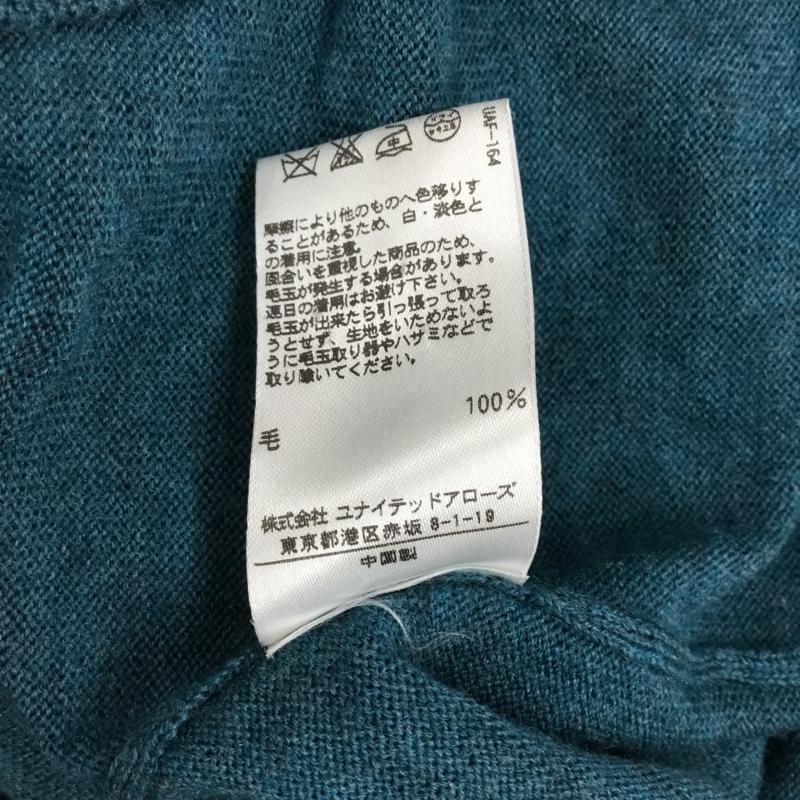 UAF-164
中
摩擦により他のものへ色移りす
ることがあるため、白・淡色と
の着用に注意。
風合いを重視した商品のため、
毛玉が発生する場合があります。
連日の着用はお避け下さい。
毛玉が出来たら引っ張って取ろ
うとせず、生地をいためないよ
うに毛玉取り器やハサミなどで
取り除いてください。
毛 100%
株式会社 ユナイテッドアローズ
東京都港区赤坂 8-1-19
中国製